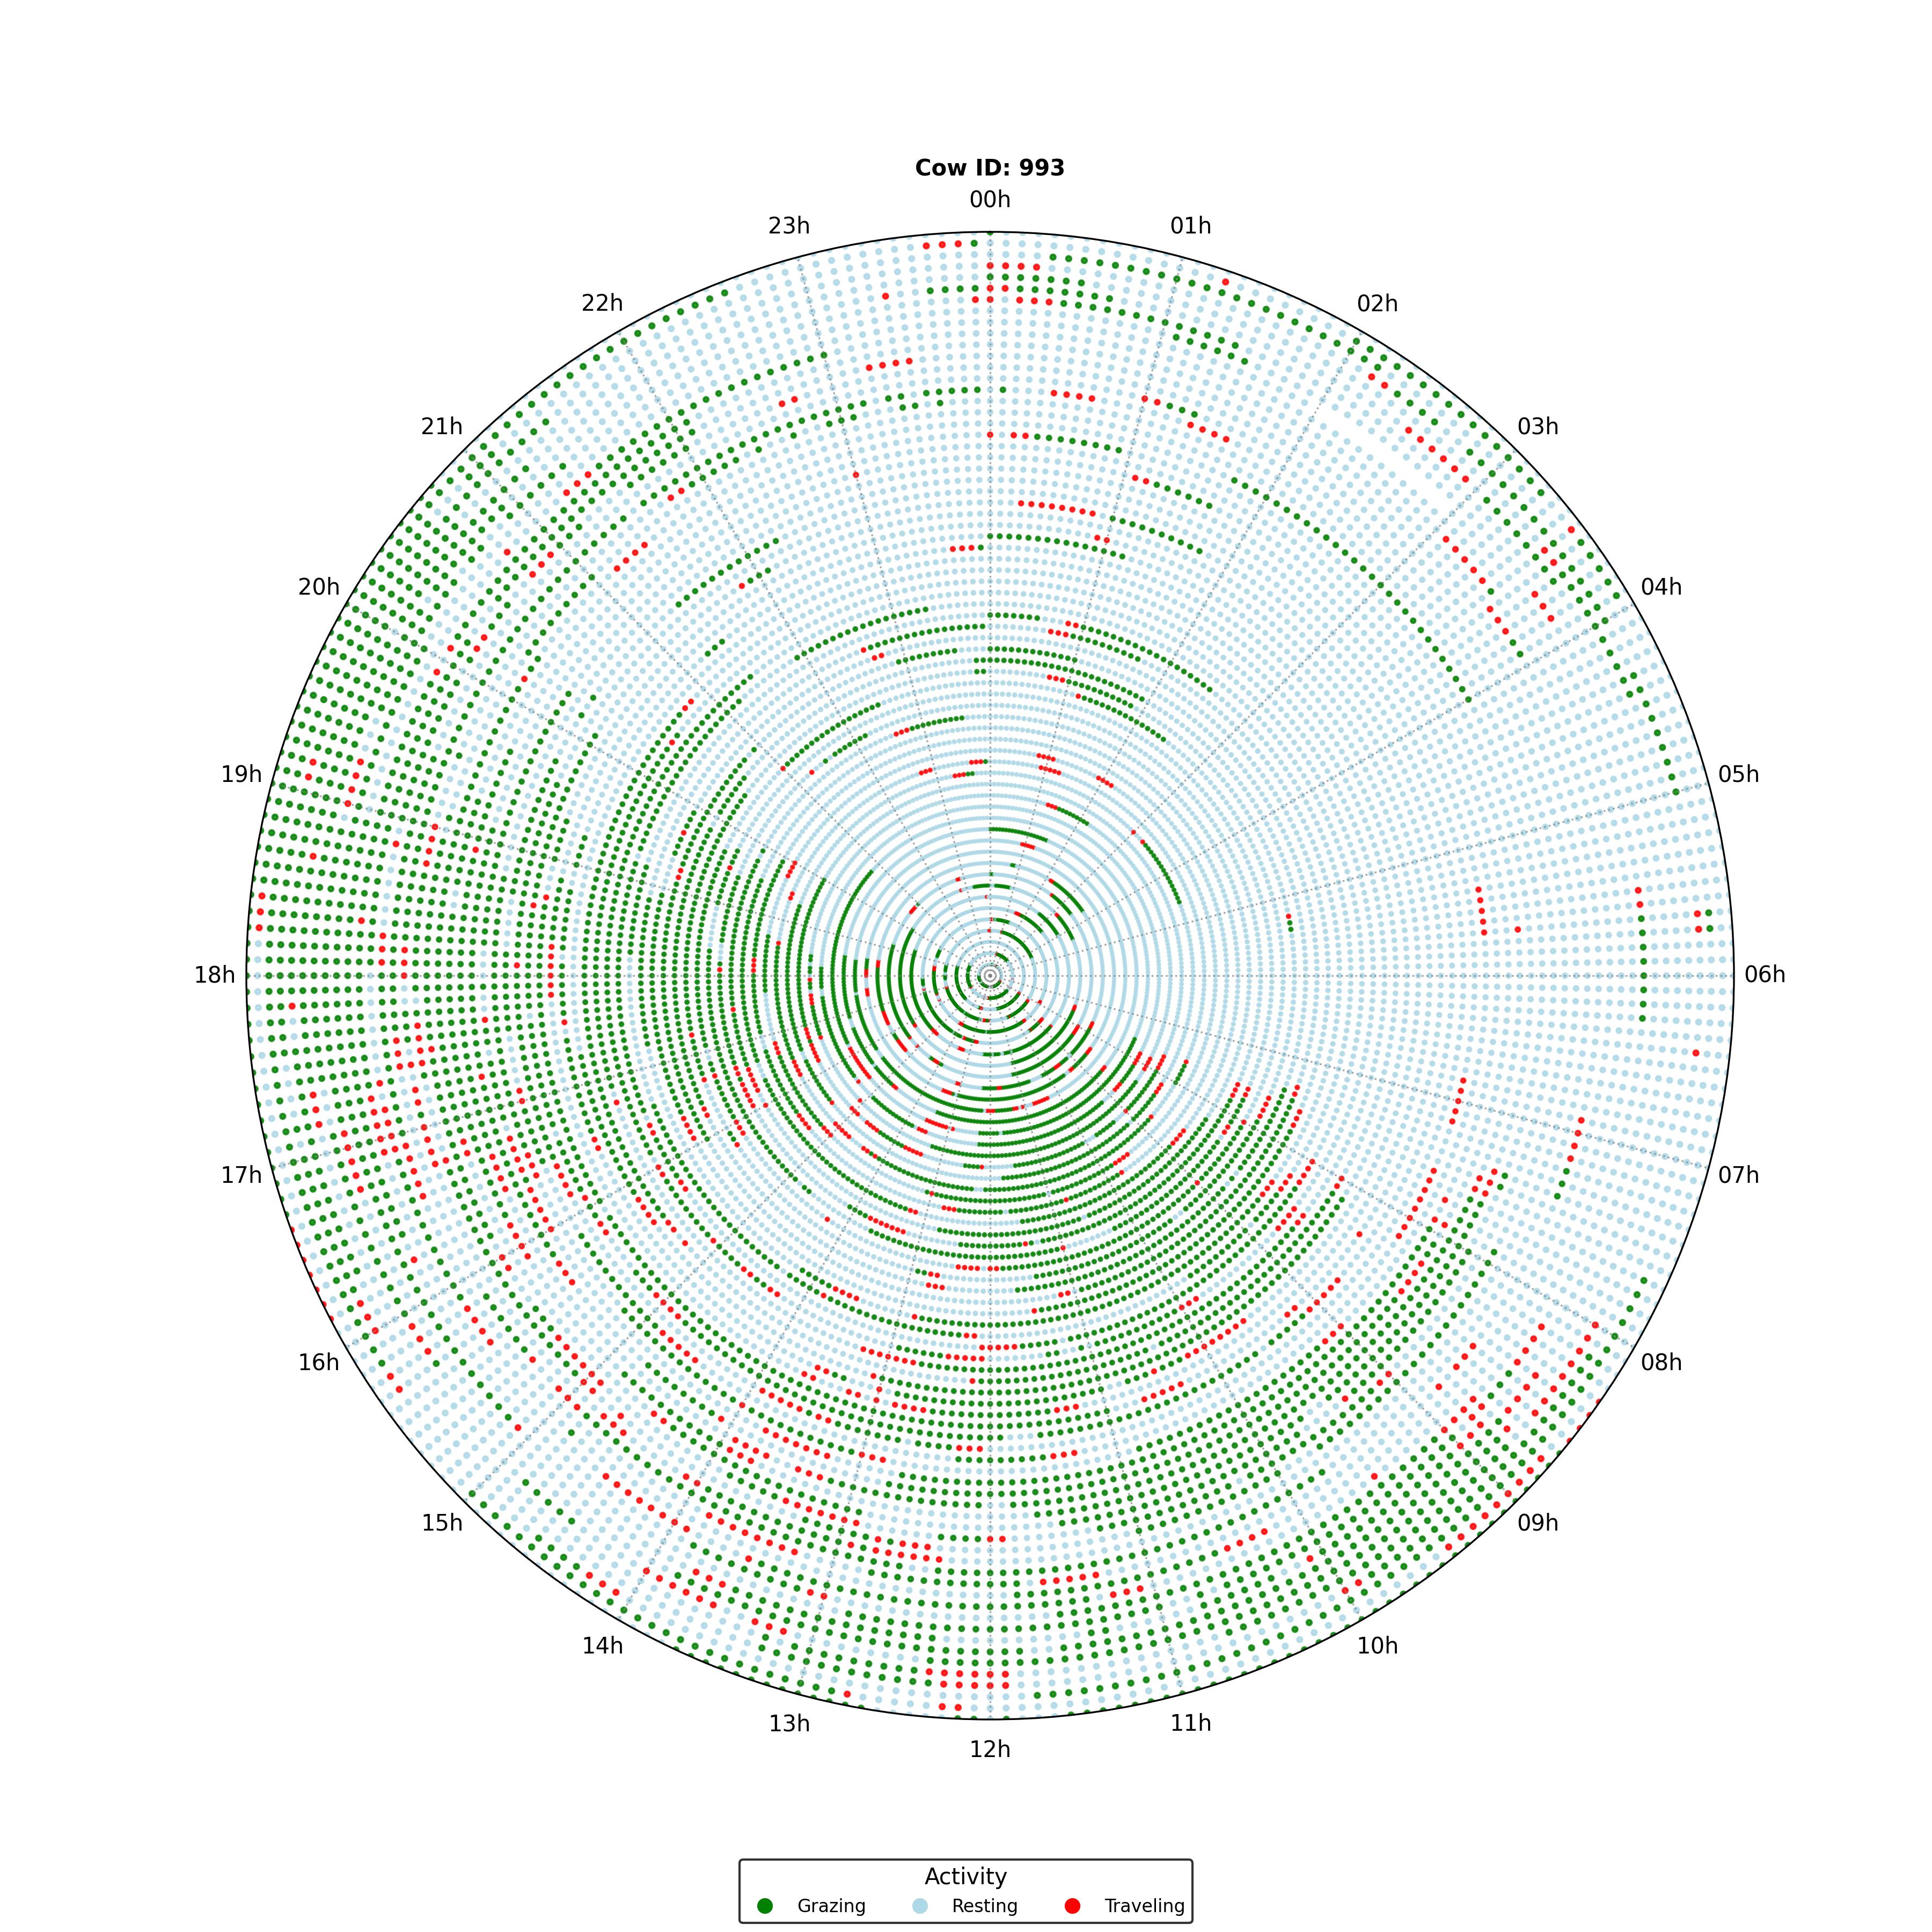 Cow ID: 993
00h
01h
02h
03h
04h
05h
06h
07h
08h
09h
10h
11h
12h
13h
14h
15h
16h
17h
18h
19h
20h
21h
22h
23h
Activity
Grazing Resting Traveling